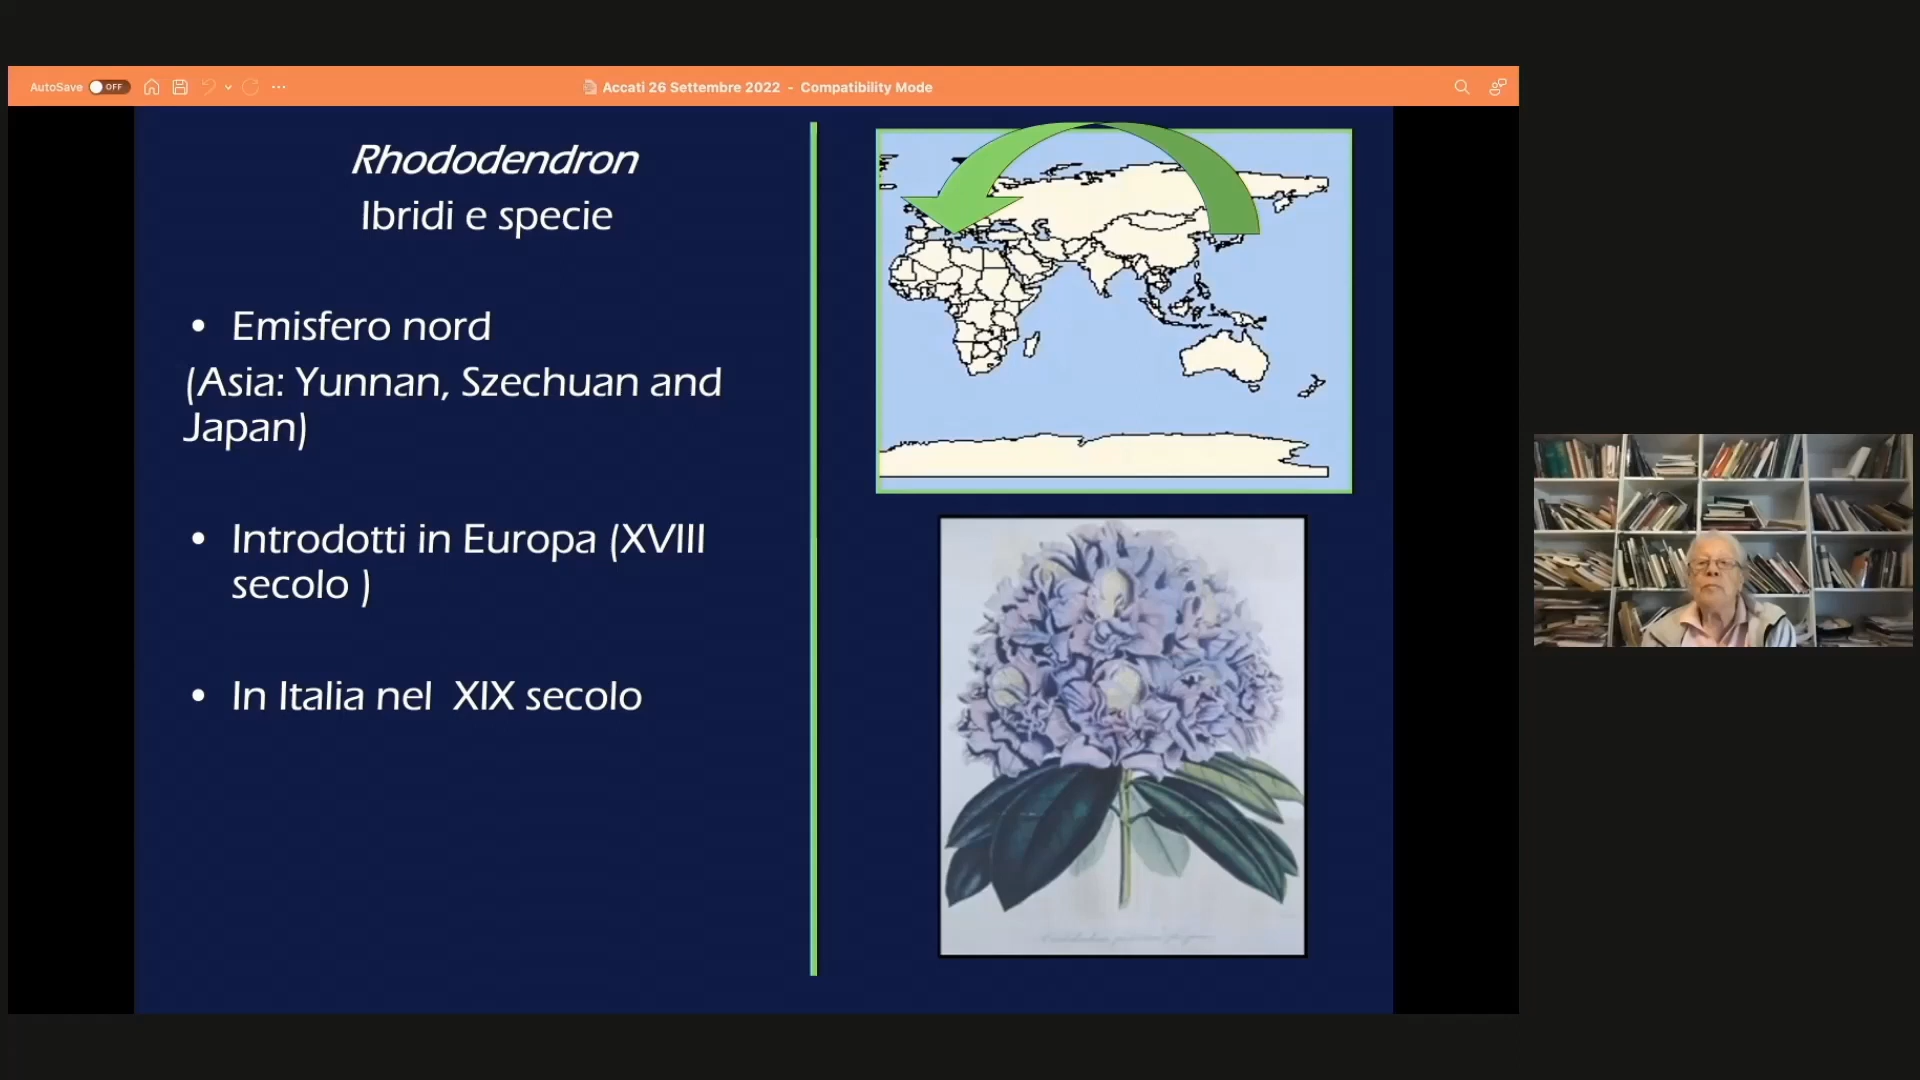 AutoSave OFF
Accati 26 Settembre 2022 - Compatibility Mode
Rhododendron
Ibridi e specie
• Emisfero nord
(Asia: Yunnan, Szechuan and
Japan)
• Introdotti in Europa (XVIII
secolo )
• In Italia nel XIX secolo